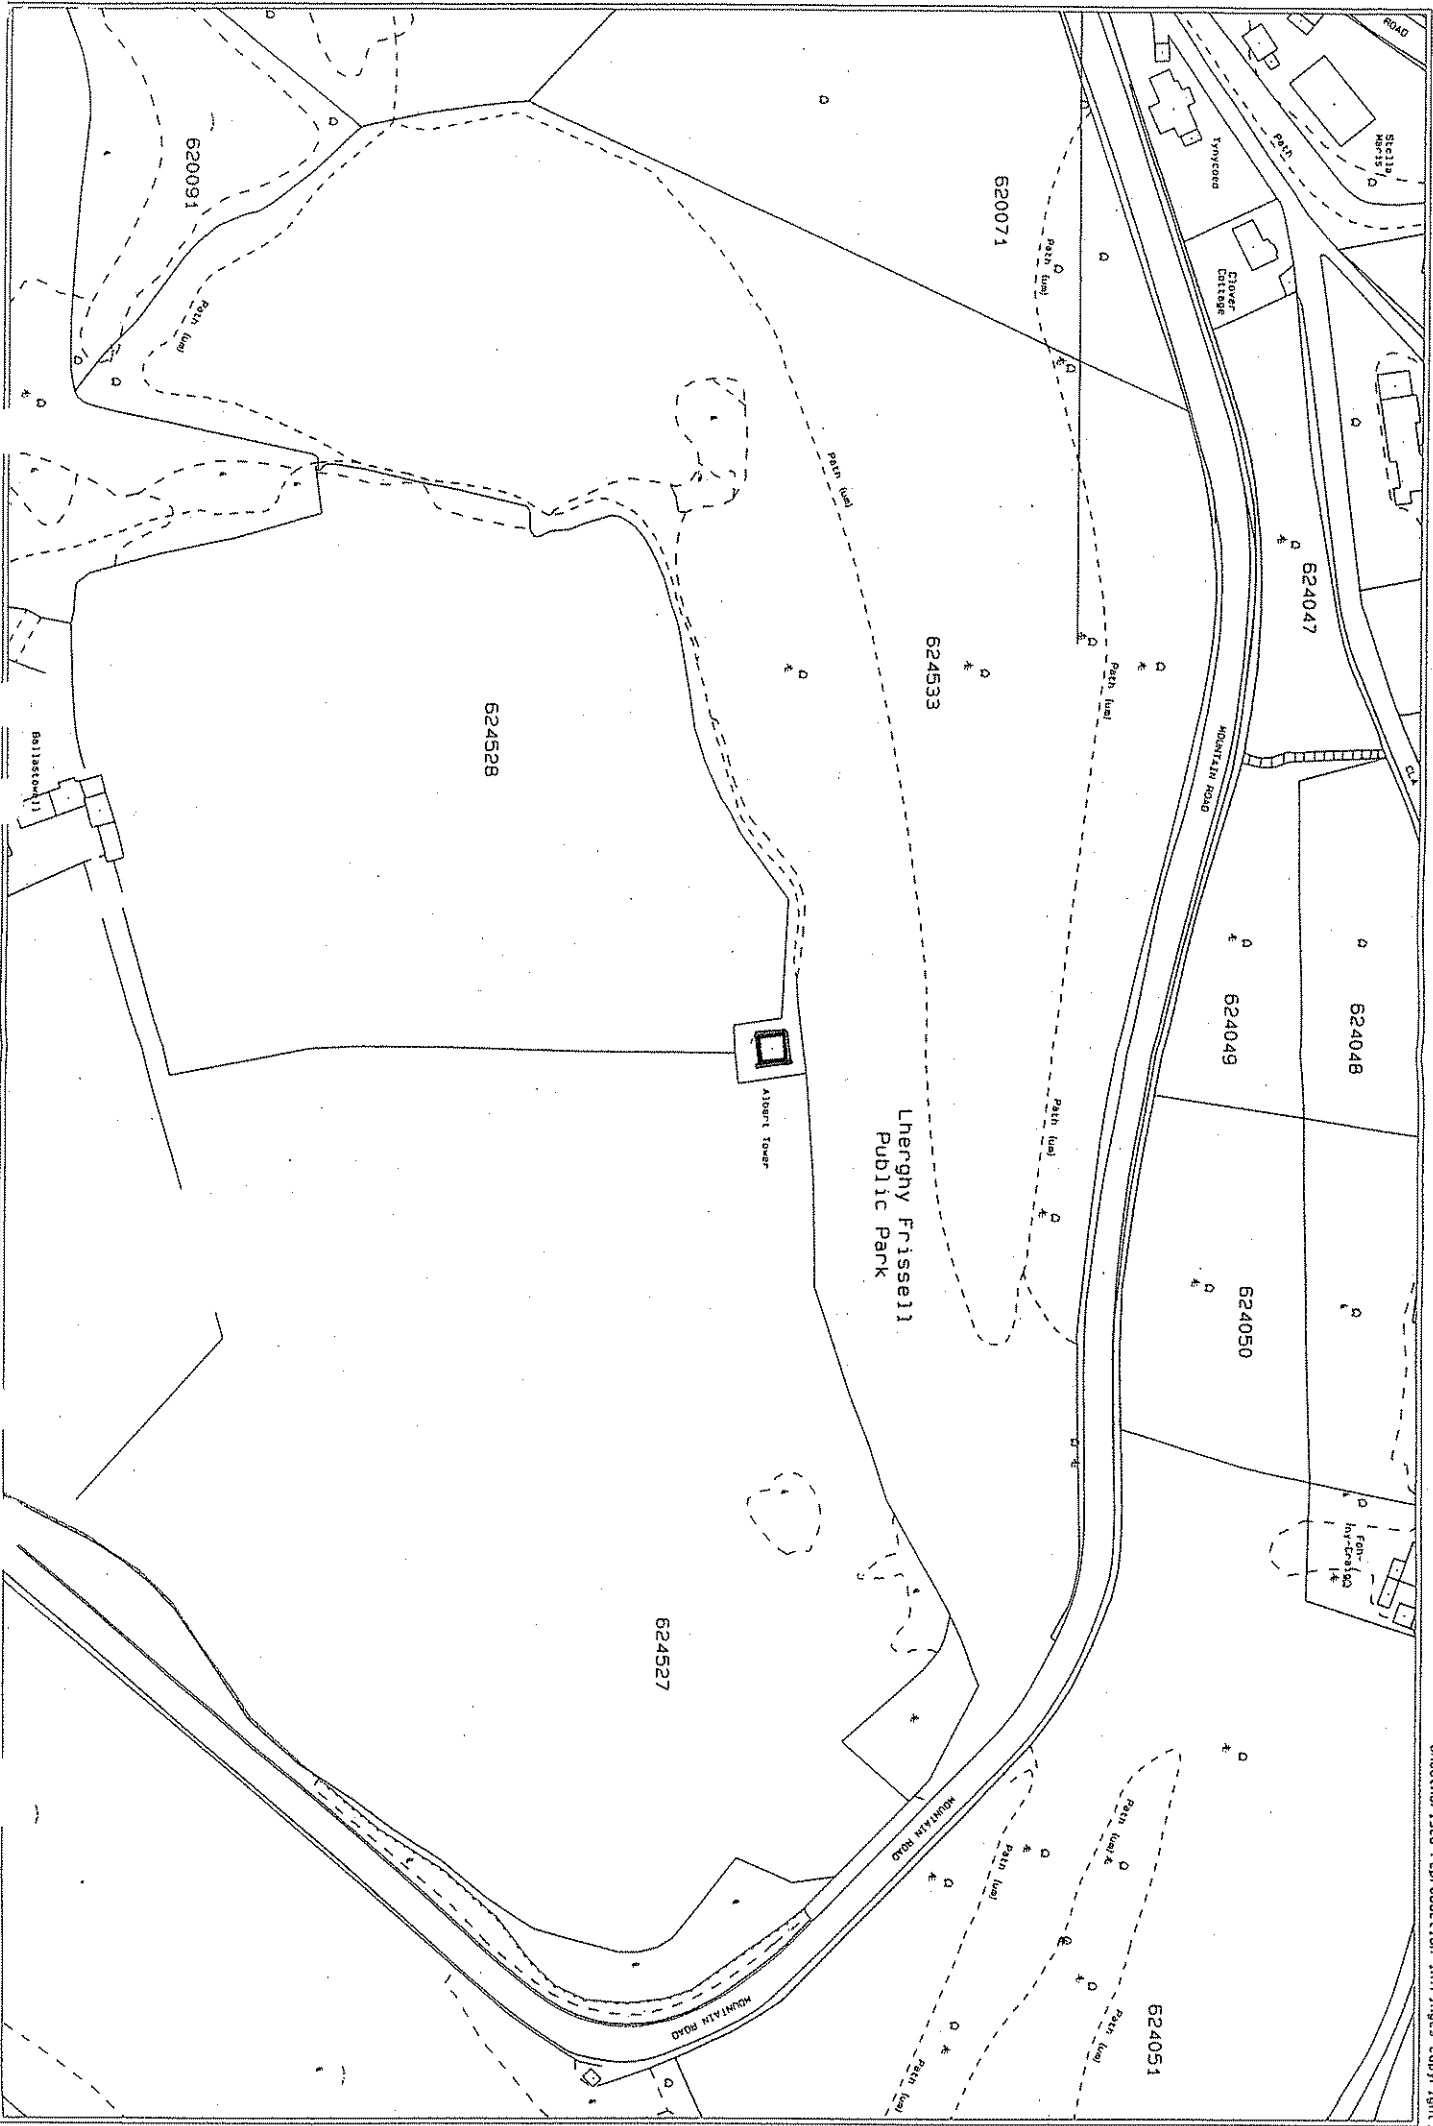 ROAD
Stella
Maris
Path
Tynycoed
Clover
Cottage
620091
620071
Path (um)
Path (um)
Path (um)
624047
624533
Path (um)
MOUNTAIN ROAD
624528
624049
624048
Albert Tower
Path (um)
Lherghy Frissell
Public Park
624050
624527
MOUNTAIN ROAD
Path (um)
Path (um)
Path (um)
Path (um)
MOUNTAIN ROAD
624051